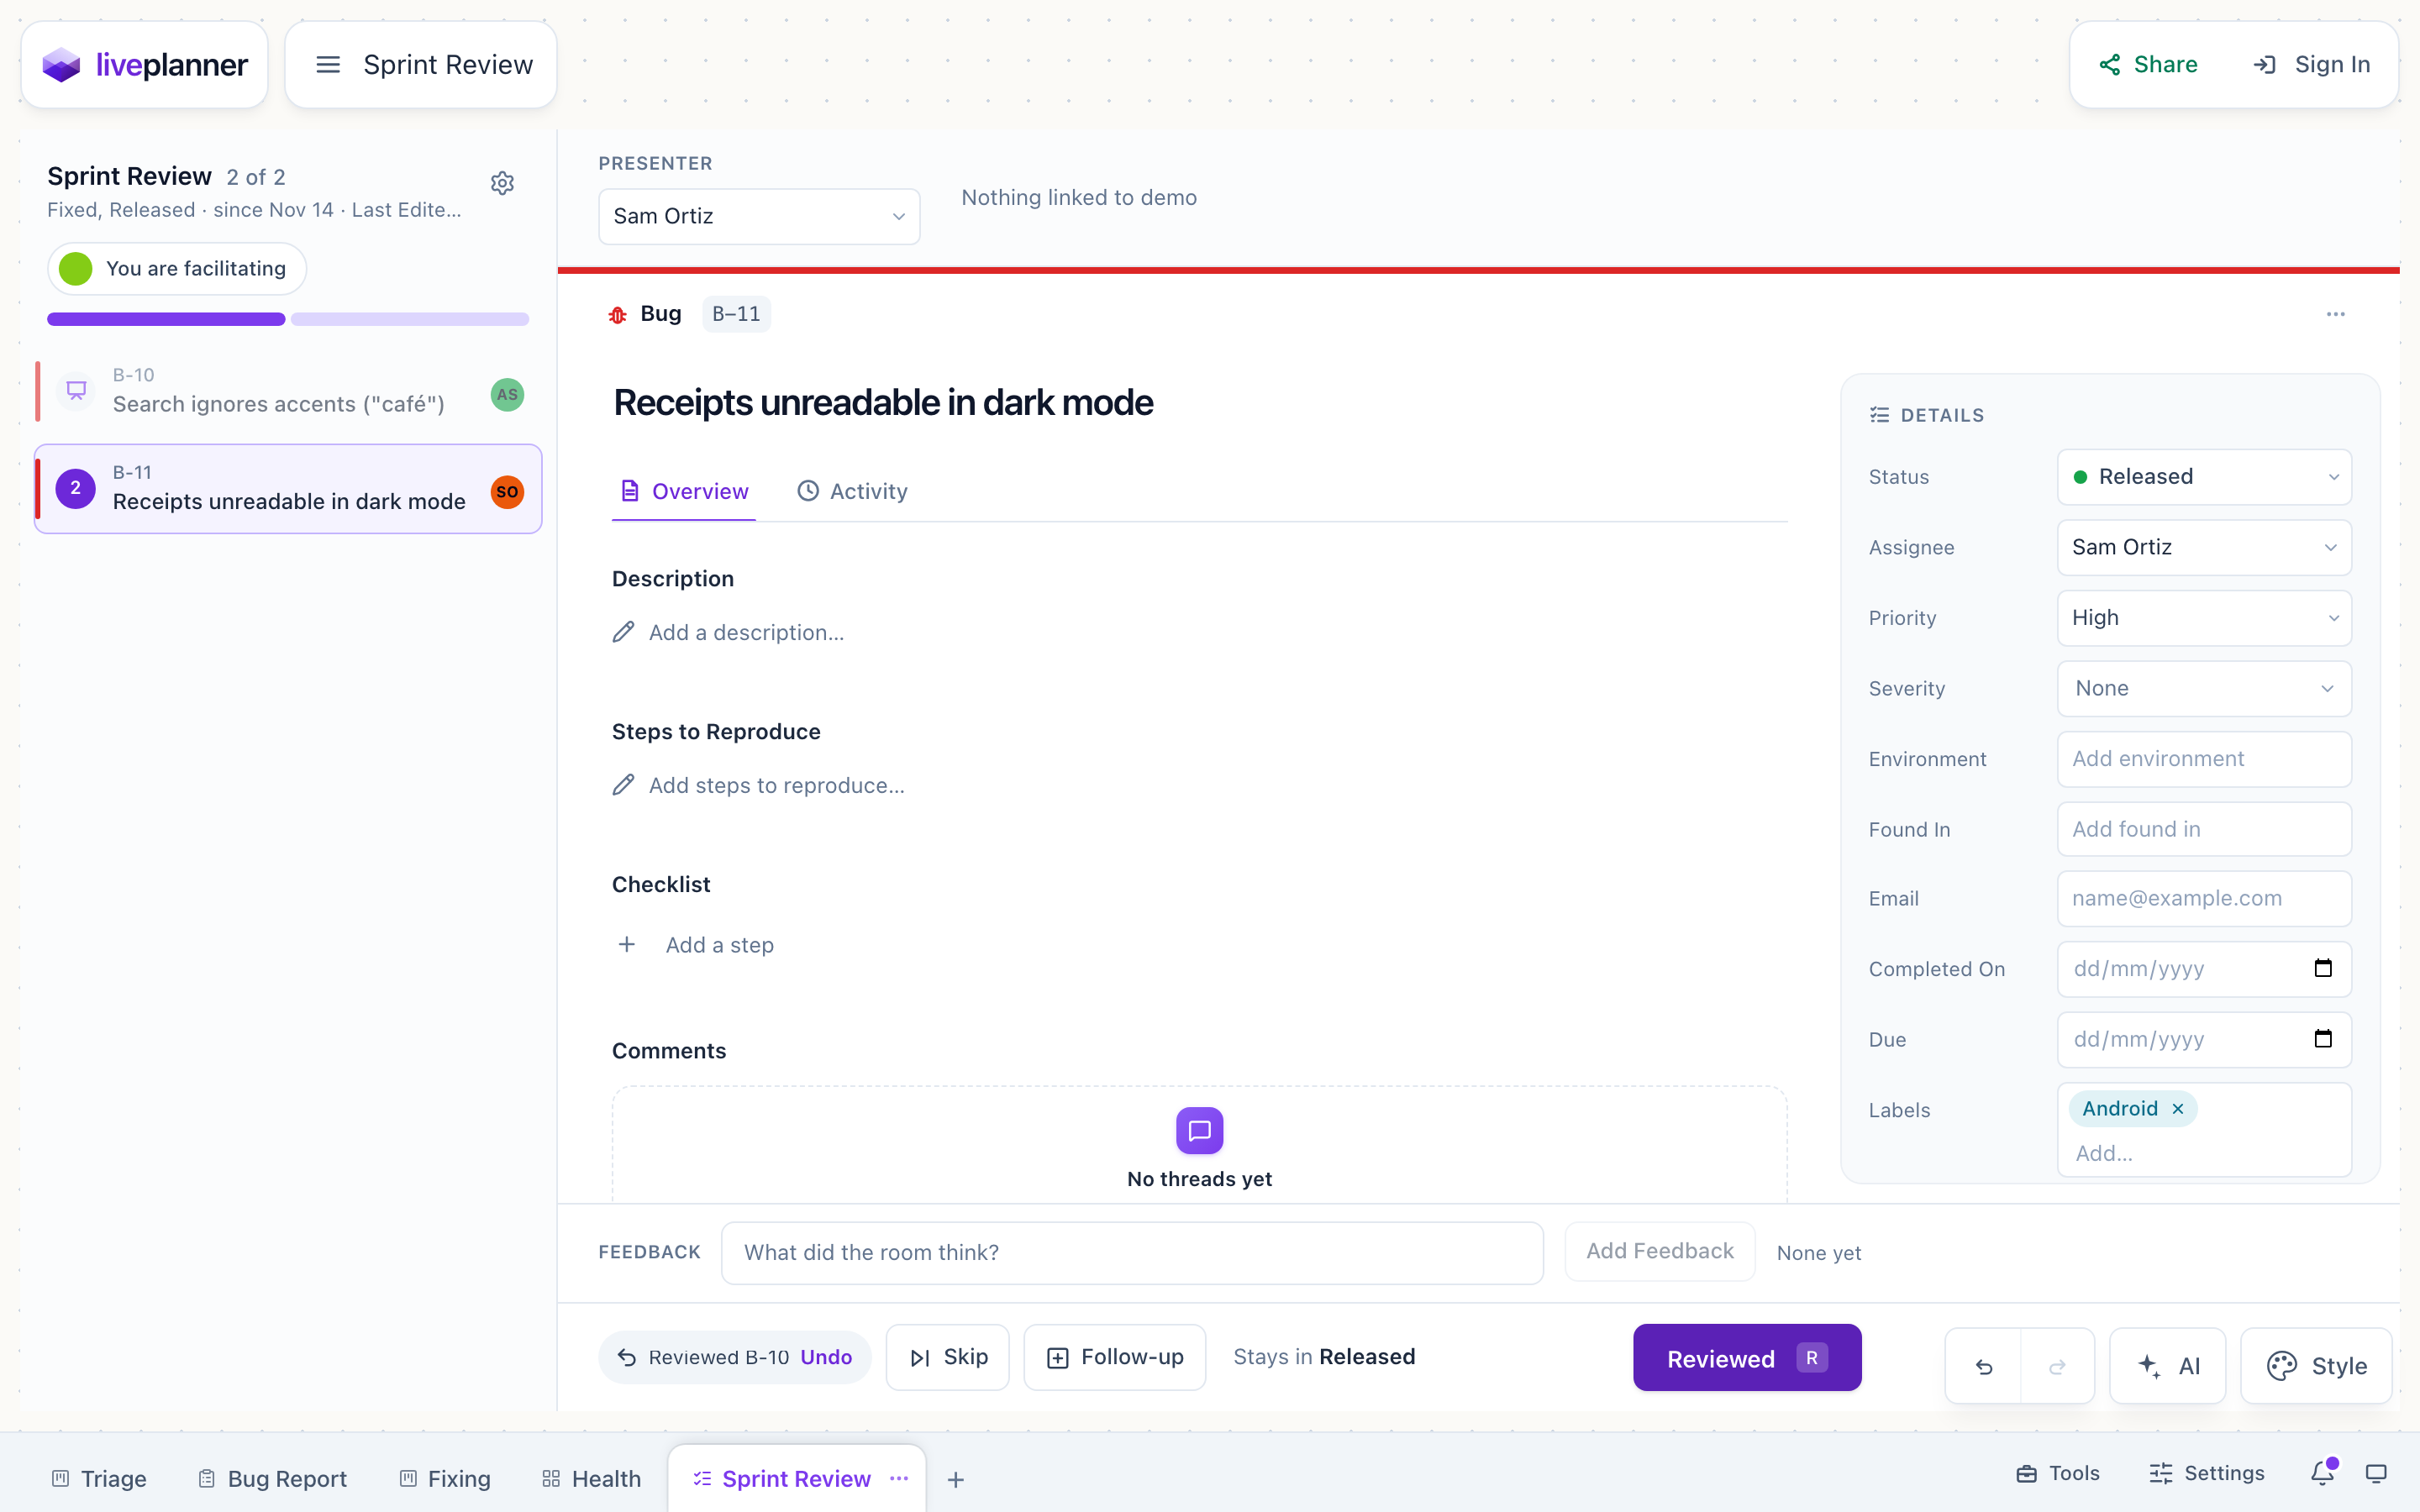 liveplanner
Sprint Review
Share
Sign In
Sprint Review 2 of 2
Fixed, Released · since Nov 14 · Last Edite...
You are facilitating
B-10
Search ignores accents ("café")
AS
2
B-11
Receipts unreadable in dark mode
SO
PRESENTER
Sam Ortiz
Nothing linked to demo
Bug B-11
Receipts unreadable in dark mode
Overview
Activity
Description
Add a description...
Steps to Reproduce
Add steps to reproduce...
Checklist
Add a step
Comments
No threads yet
DETAILS
Status Released
Assignee Sam Ortiz
Priority High
Severity None
Environment Add environment
Found In Add found in
Email name@example.com
Completed On dd/mm/yyyy
Due dd/mm/yyyy
Labels Android ×
Add...
FEEDBACK What did the room think? Add Feedback None yet
Reviewed B-10 Undo Skip Follow-up Stays in Released Reviewed R AI Style
Triage Bug Report Fixing Health Sprint Review ... + Tools Settings